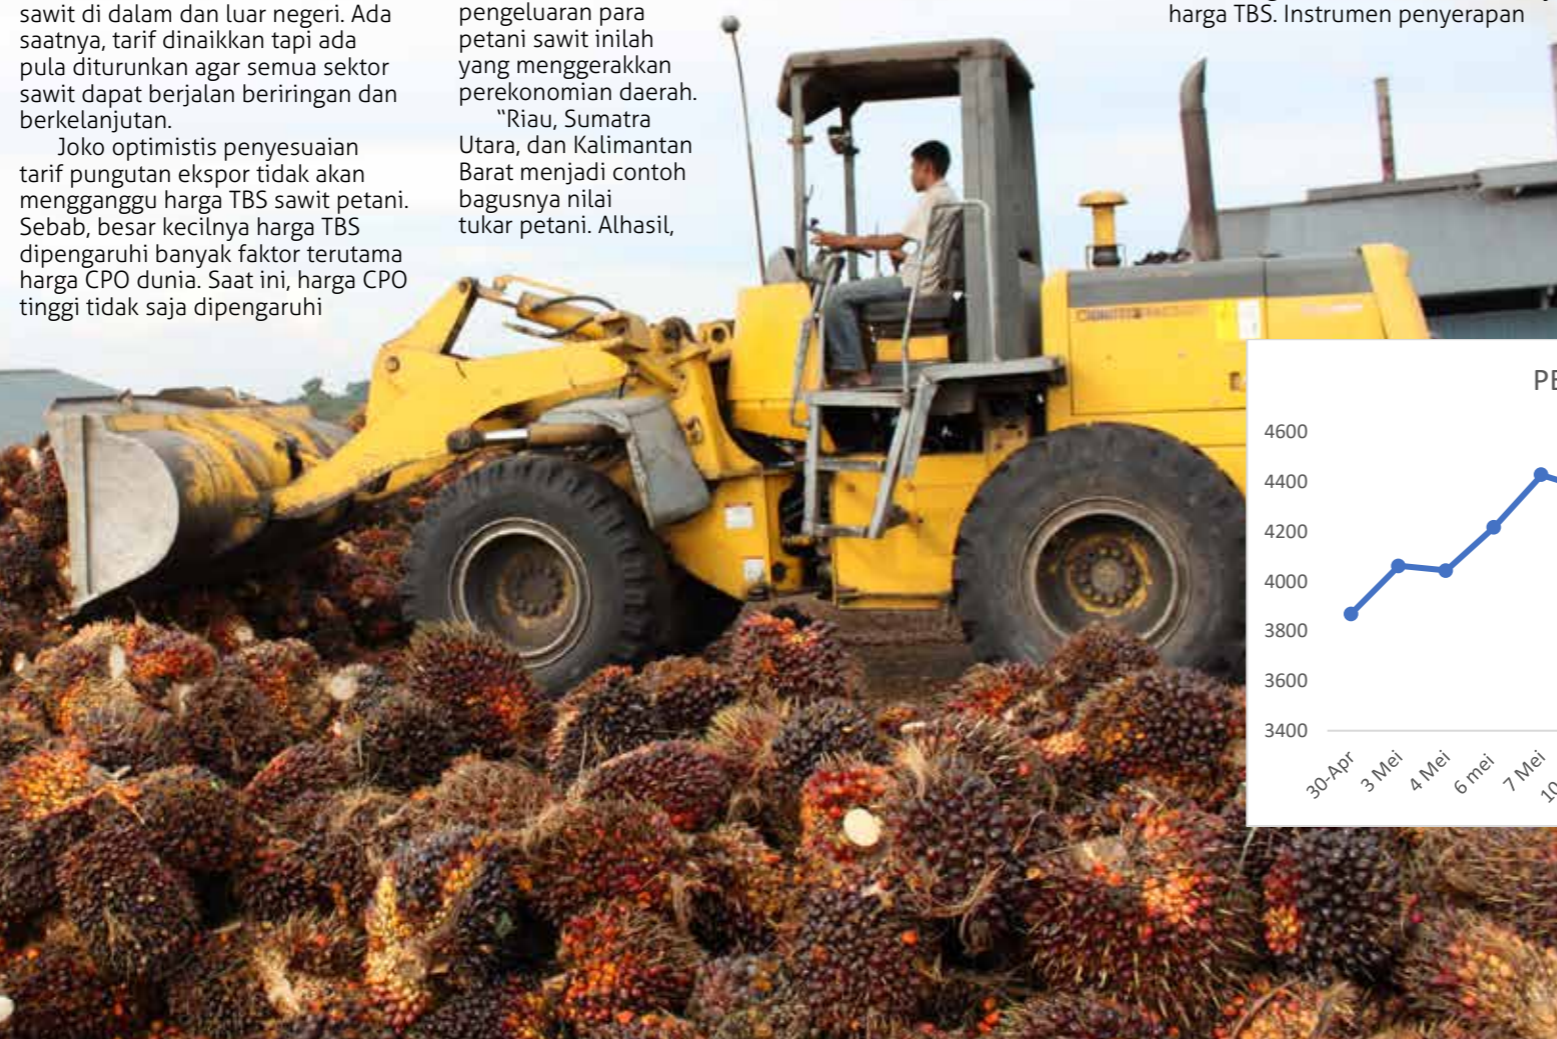 sawit di dalam dan luar negeri. Ada
saatnya, tarif dinaikkan tapi ada
pula diturunkan agar semua sektor
sawit dapat berjalan beriringan dan
berkelanjutan.
Joko optimistis penyesuaian
tarif pungutan ekspor tidak akan
mengganggu harga TBS sawit petani.
Sebab, besar kecilnya harga TBS
dipengaruhi banyak faktor terutama
harga CPO dunia. Saat ini, harga CPO
tinggi tidak saja dipengaruhi
pengeluaran para
petani sawit inilah
yang menggerakkan
perekonomian daerah.
“Riau, Sumatra
Utara, dan Kalimantan
Barat menjadi contoh
bagusnya nilai
tukar petani. Alhasil,
harga TBS. Instrumen penyerapan
PE
4600
4400
4200
4000
3800
3600
3400
30-Apr
3 Mei
4 Mei
6 mei
7 Mei
10